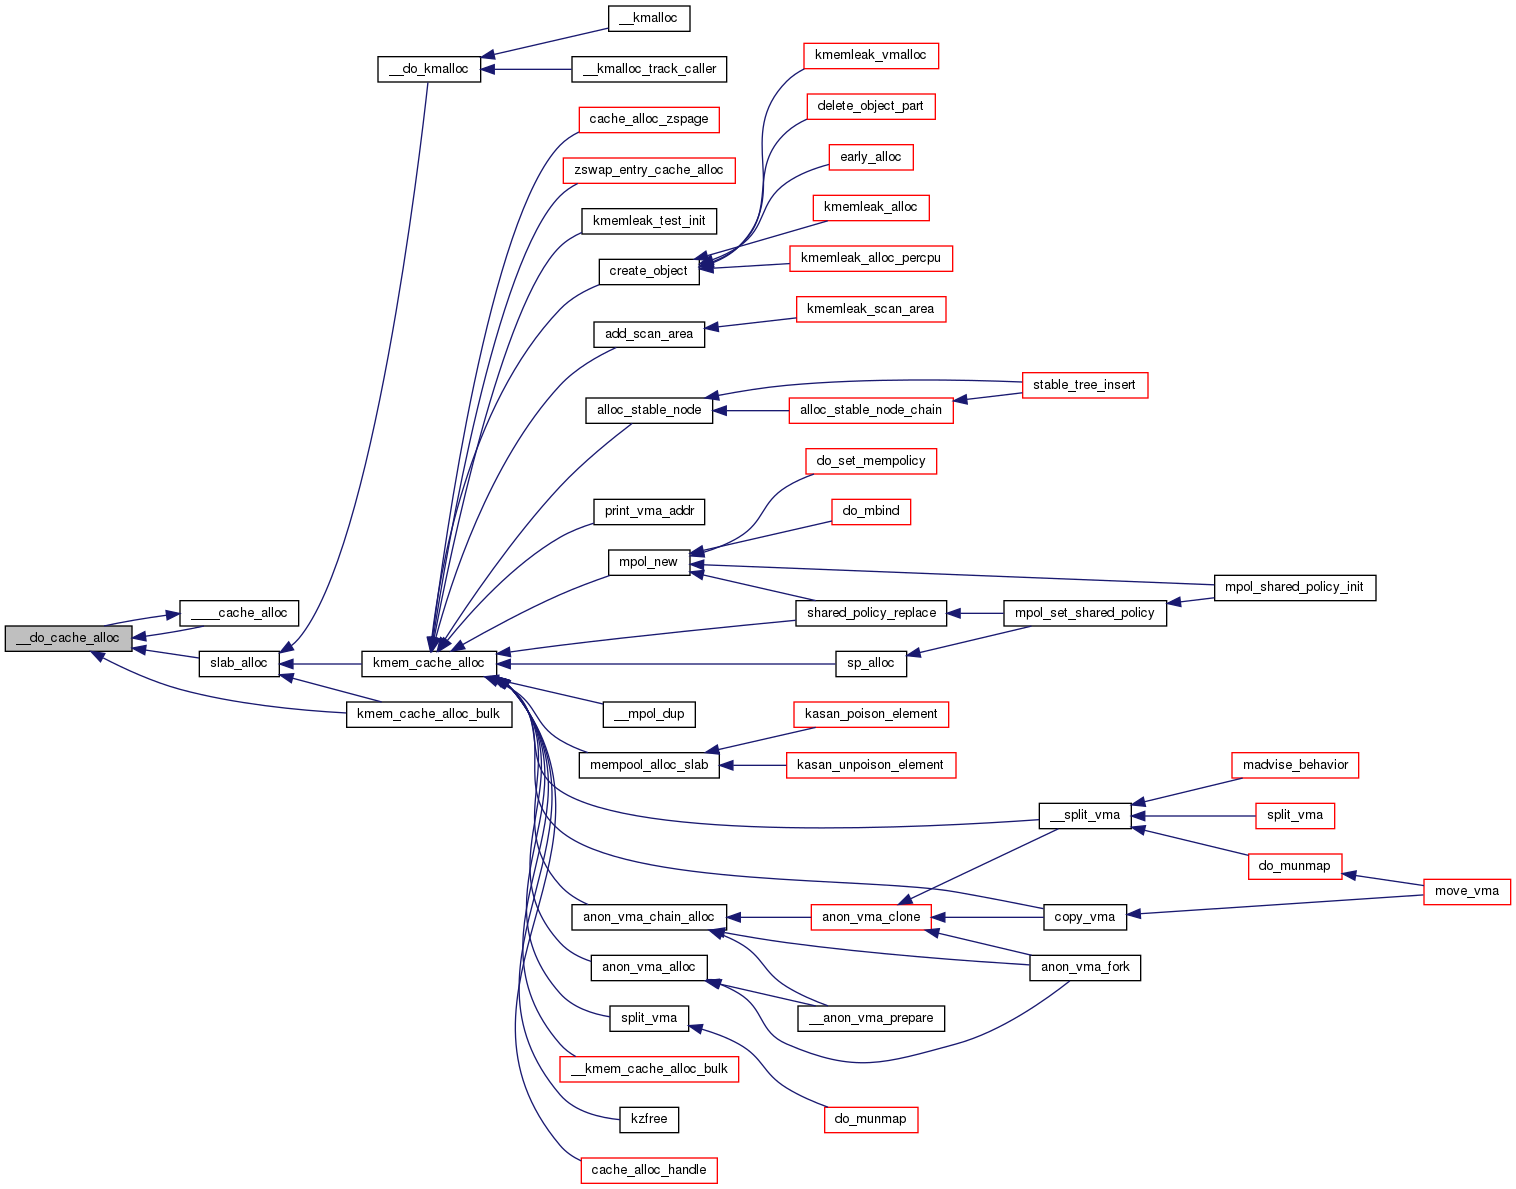 __kmalloc
__do_kmalloc
__kmalloc_track_caller
kmemleak_vmalloc
cache_alloc_zspage
delete_object_part
zswap_entry_cache_alloc
early_alloc
kmemleak_test_init
kmemleak_alloc
create_object
kmemleak_alloc_percpu
add_scan_area
kmemleak_scan_area
alloc_stable_node
alloc_stable_node_chain
stable_tree_insert
do_set_mempolicy
print_vma_addr
do_mbind
mpol_new
mpol_shared_policy_init
shared_policy_replace
mpol_set_shared_policy
____cache_alloc
__do_cache_alloc
slab_alloc
kmem_cache_alloc
sp_alloc
kmem_cache_alloc_bulk
__mpol_dup
kasan_poison_element
mempool_alloc_slab
kasan_unpoison_element
madvise_behavior
__split_vma
split_vma
do_munmap
move_vma
anon_vma_chain_alloc
anon_vma_clone
copy_vma
anon_vma_alloc
anon_vma_fork
split_vma
__anon_vma_prepare
__kmem_cache_alloc_bulk
kzfree
do_munmap
cache_alloc_handle